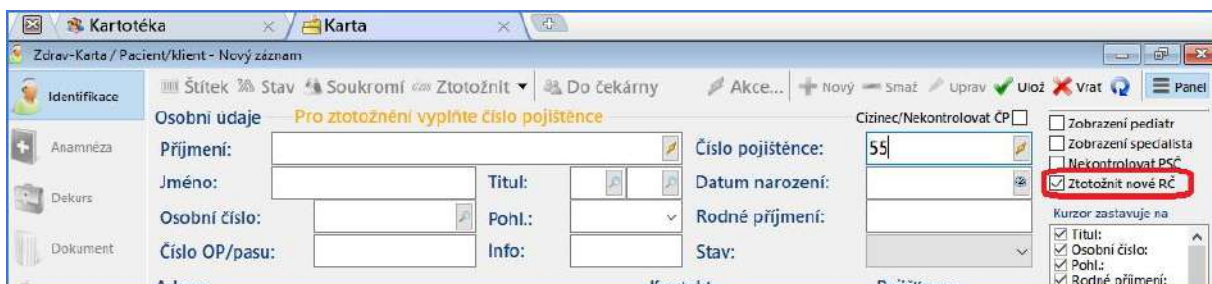 Kartotéka Karta
Zdrav-Karta / Pacient/klient - Nový záznam
Identifikace
Štítek Stav Soukromí Ztotožnit Do čekárny Akce... Nový Smaž Uprav Ulož Vrat Panel
Osobní údaje Pro ztotožnění vyplňte číslo pojištěnce Cizinec/Nekontrolovat ČP
Zobrazení pediatr
Anamnéza
Příjmení: Číslo pojištěnce: 55
Zobrazení specialista
Nekontrolovat PSČ
Jméno: Titul: Datum narození:
Ztotožnit nové RČ
Dekurs
Osobní číslo: Pohl.: Rodné příjmení:
Kurzor zastavuje na
Dokument
Číslo OP/pasu: Info: Stav:
Titul:
Osobní číslo:
Pohl.:
Rodné příjmení: